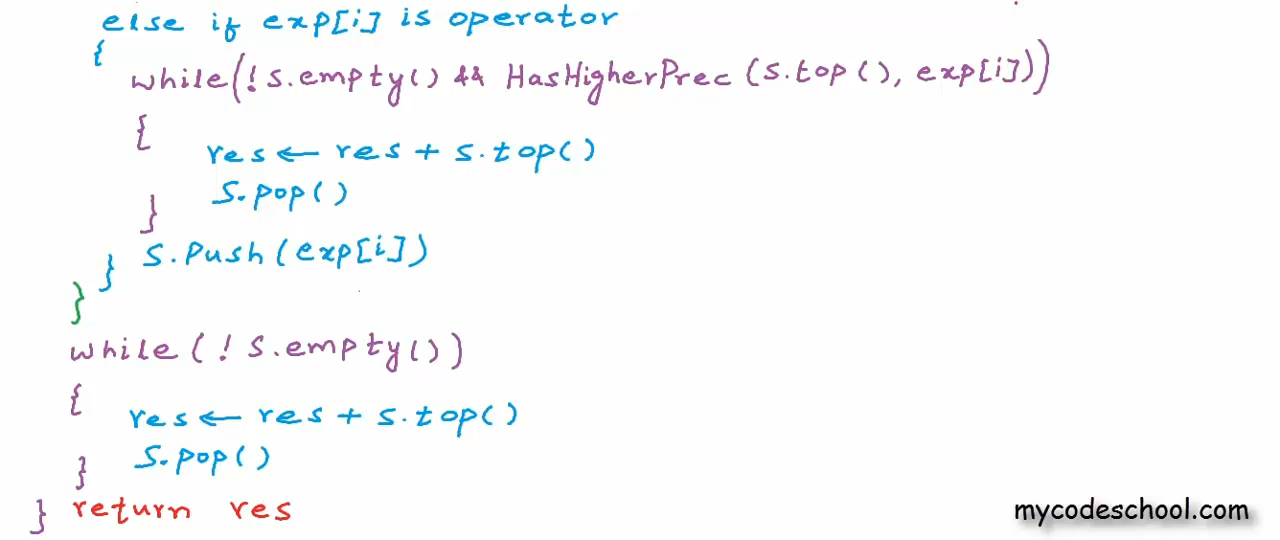 else if exp[i] is operator
{
while(!s.empty() && HasHigherPrec(s.top(), exp[i]))
{
res ← res + s.top()
s.pop()
}
s.Push(exp[i])
}
}
while(! s.empty())
{
res ← res + s.top()
s.pop()
}
} return res
mycodeschool.com